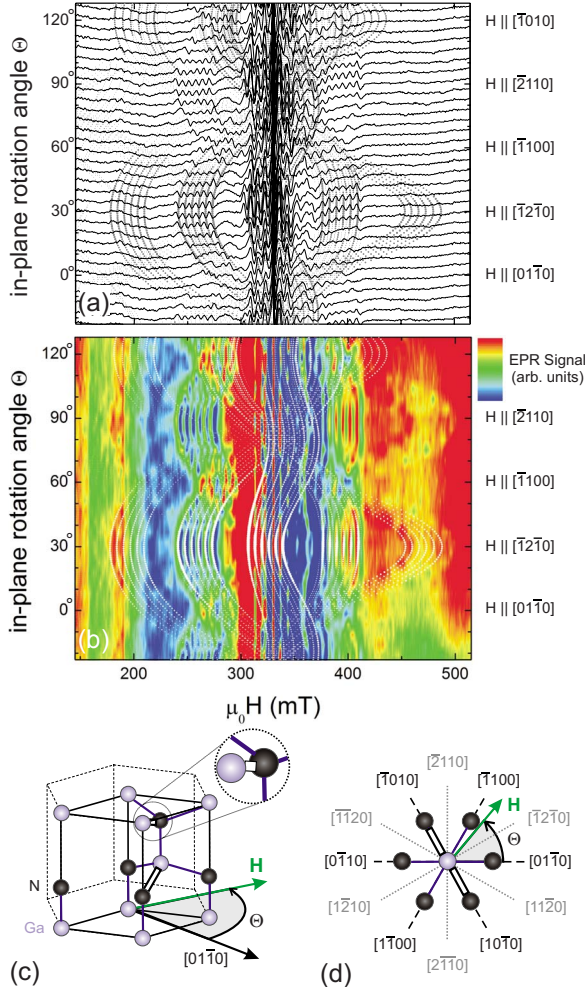 in-plane rotation angle Θ
120°
90°
60°
30°
0°
(a)
H || [1̅010]
H || [2̅110]
H || [1̅100]
H || [1̅21̅0]
H || [011̅0]
in-plane rotation angle Θ
120°
90°
60°
30°
0°
(b)
EPR Signal
(arb. units)
H || [2̅110]
H || [1̅100]
H || [1̅21̅0]
H || [011̅0]
200 300 400 500
μ₀H (mT)
N
Ga
H
Θ
[011̅0]
(c)
[2̅110]
[1̅010] [1̅100]
H
[1̅1̅20] [1̅21̅0]
Θ
[01̅10] [011̅0]
[12̅10] [112̅0]
[11̅00] [101̅0]
[21̅1̅0]
(d)